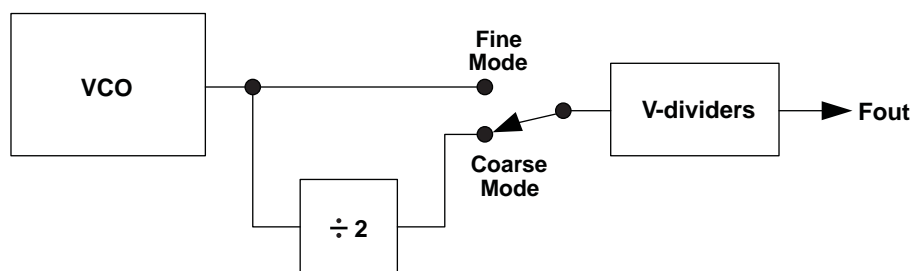 Fine
Mode
VCO
V-dividers
Fout
Coarse
Mode
÷ 2